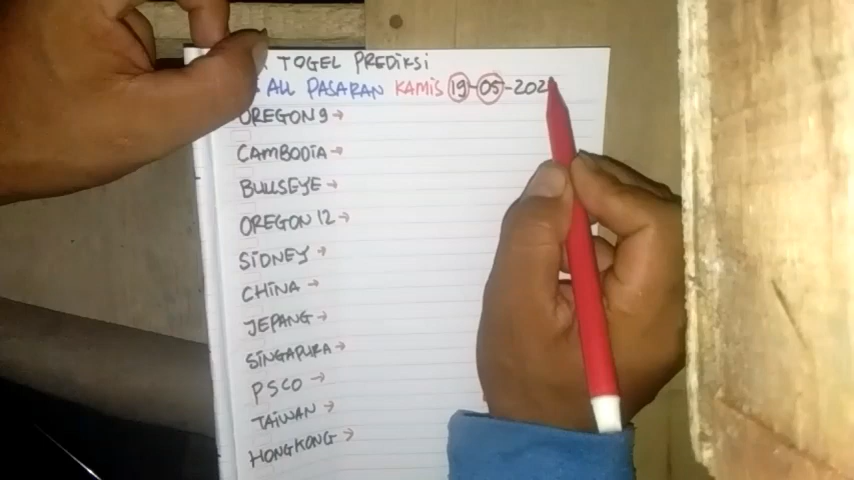 TOGEL PREDIKSI
ALL PASARAN KAMIS 19-05-202
OREGON 9 →
CAMBODIA →
BULLSEYE →
OREGON 12 →
SIDNEY →
CHINA →
JEPANG →
SINGAPURA →
PSCO →
TAIWAN →
HONGKONG →